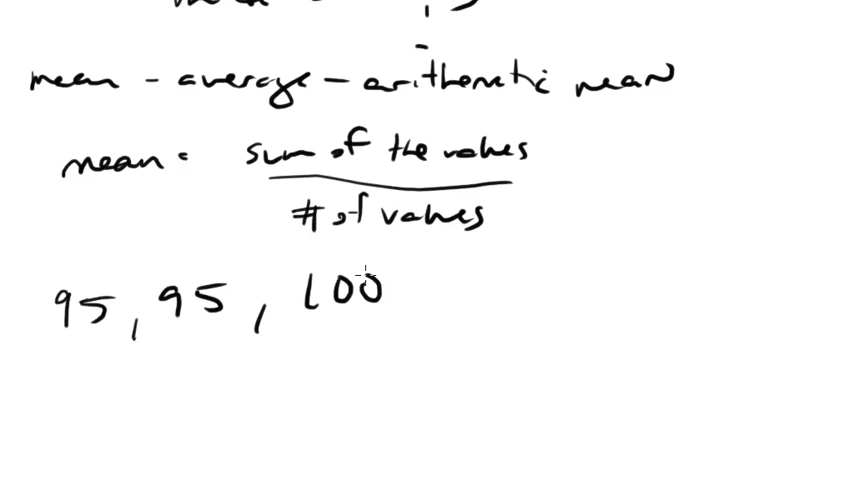 mean - average - arithmetic mean
mean = sum of the values
# of values
95, 95, 100